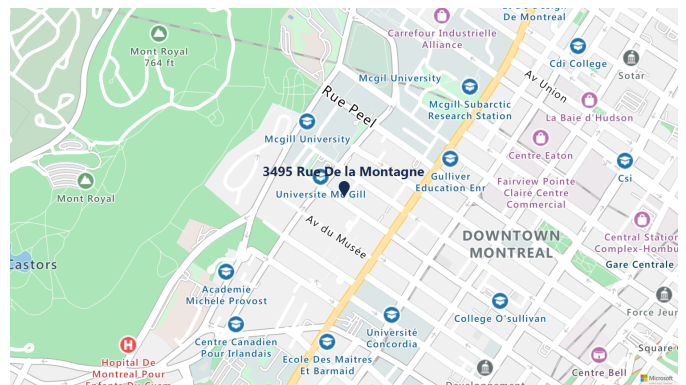 De Montreal
Carrefour Industrielle
Alliance
Mont Royal
764 ft
Cdi College
Sotar
Mcgil University
Av Union
Rue Peel
Mcgill Subarctic
Research Station
La Baie d'Hudson
Mcgill University
Centre Eaton
3495 Rue De la Montagne
Gulliver
Education Enr
Csi
Universite McGill
Fairview Pointe
Claire Centre
Commercial
Mont Royal
Av du Musée
DOWNTOWN
MONTREAL
Central Station
Complex-Hombu
Gare Centrale
Castors
Academie
Michele Provost
College O'sullivan
Force Jeu
Centre Canadien
Pour Irlandais
Université
Concordia
Square
Hopital De
Montreal Pour
Ecole Des Maitres
Et Barmaid
Centre Bell
Microsoft